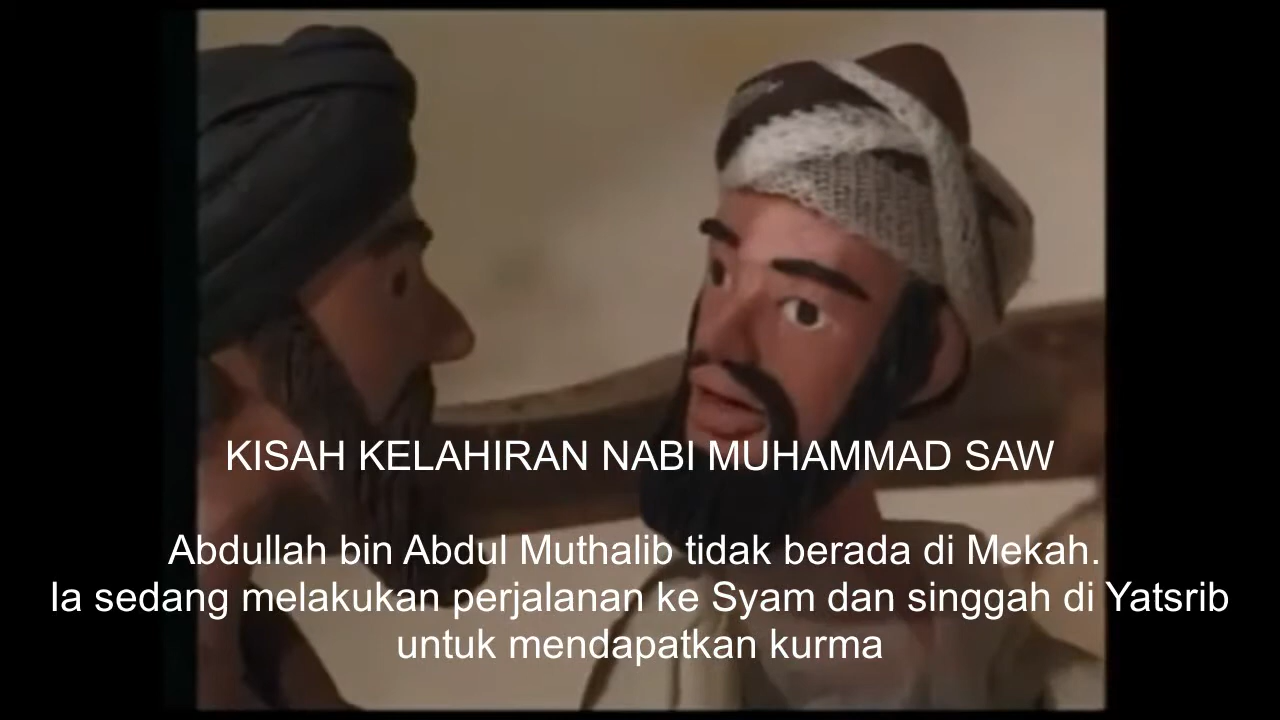 KISAH KELAHIRAN NABI MUHAMMAD SAW
Abdullah bin Abdul Muthalib tidak berada di Mekah.
Ia sedang melakukan perjalanan ke Syam dan singgah di Yatsrib
untuk mendapatkan kurma